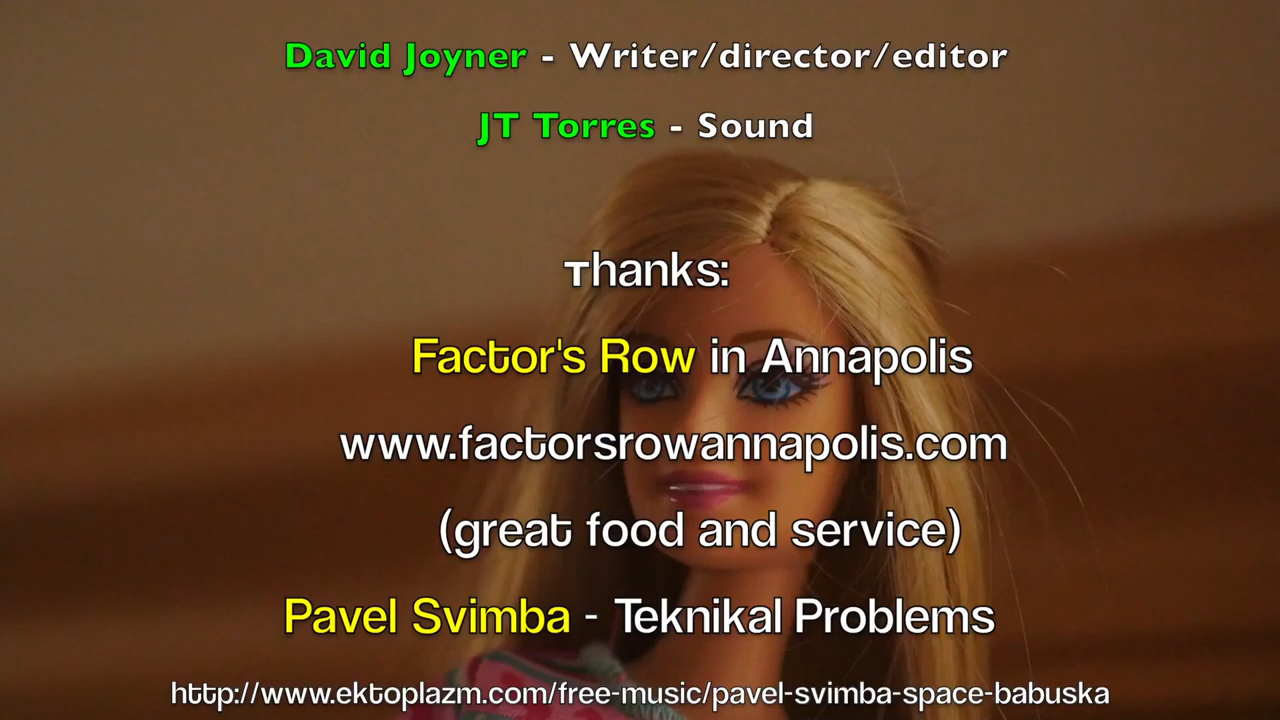 David Joyner - Writer/director/editor
JT Torres - Sound
Thanks:
Factor's Row in Annapolis
www.factorsrowannapolis.com
(great food and service)
Pavel Svimba - Teknikal Problems
http://www.ektoplazm.com/free-music/pavel-svimba-space-babuska